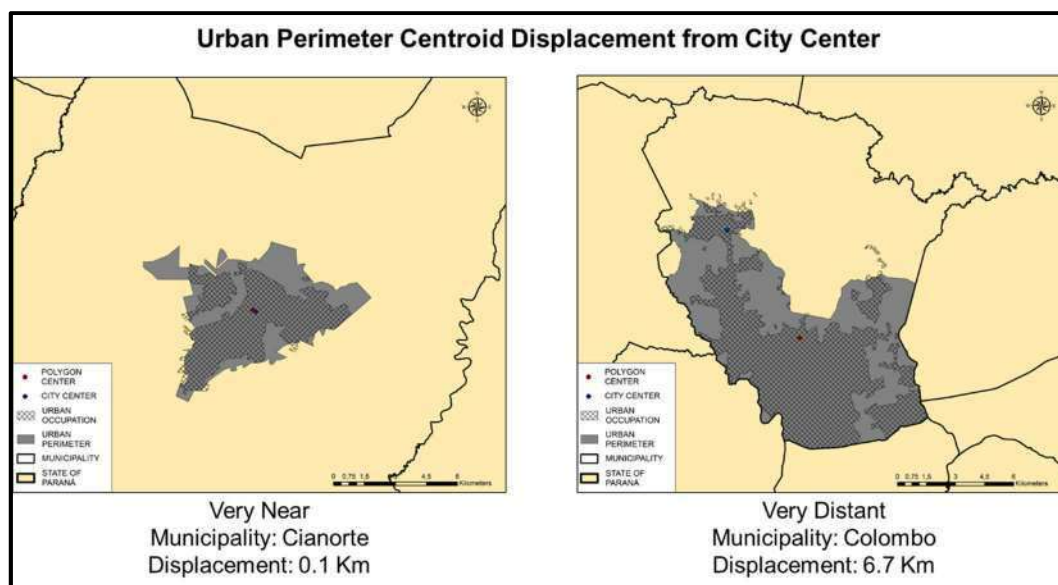 Urban Perimeter Centroid Displacement from City Center
POLYGON
CENTER
CITY CENTER
URBAN
OCCUPATION
URBAN
PERIMETER
MUNICIPALITY
STATE OF
PARANÁ
0 0,75 1,5 3 4,5 6
Kilometers
Very Near
Municipality: Cianorte
Displacement: 0.1 Km
POLYGON
CENTER
CITY CENTER
URBAN
OCCUPATION
URBAN
PERIMETER
MUNICIPALITY
STATE OF
PARANÁ
0 0,75 1,5 3 4,5 6
Kilometers
Very Distant
Municipality: Colombo
Displacement: 6.7 Km